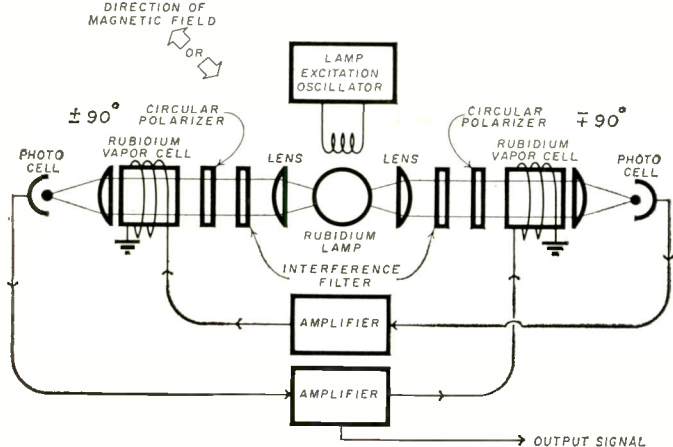 DIRECTION OF
MAGNETIC FIELD
OR
LAMP
EXCITATION
OSCILLATOR
± 90°
CIRCULAR
POLARIZER
CIRCULAR
POLARIZER
∓ 90°
RUBIDIUM
VAPOR CELL
RUBIDIUM
VAPOR CELL
PHOTO
CELL
LENS
LENS
PHOTO
CELL
RUBIDIUM
LAMP
INTERFERENCE
FILTER
AMPLIFIER
AMPLIFIER
OUTPUT SIGNAL